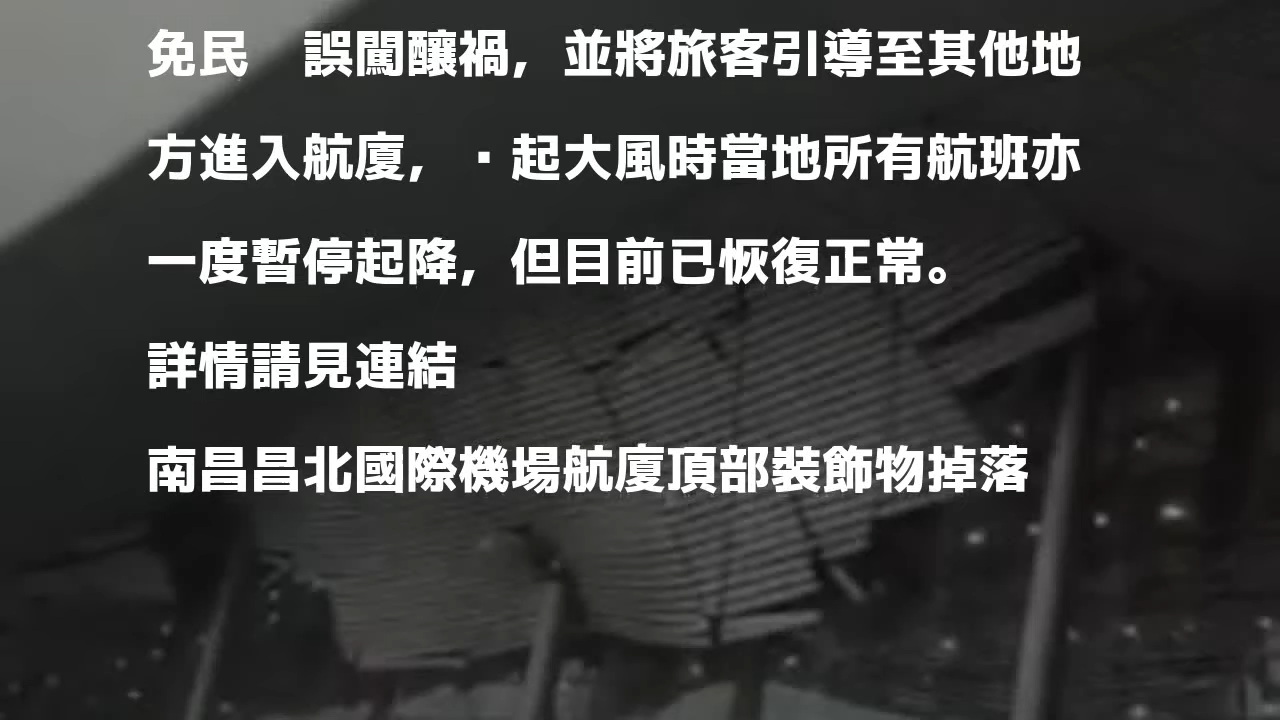 免民　誤闖釀禍，並將旅客引導至其他地
方進入航廈，▪起大風時當地所有航班亦
一度暫停起降，但目前已恢復正常。
詳情請見連結
南昌昌北國際機場航廈頂部裝飾物掉落